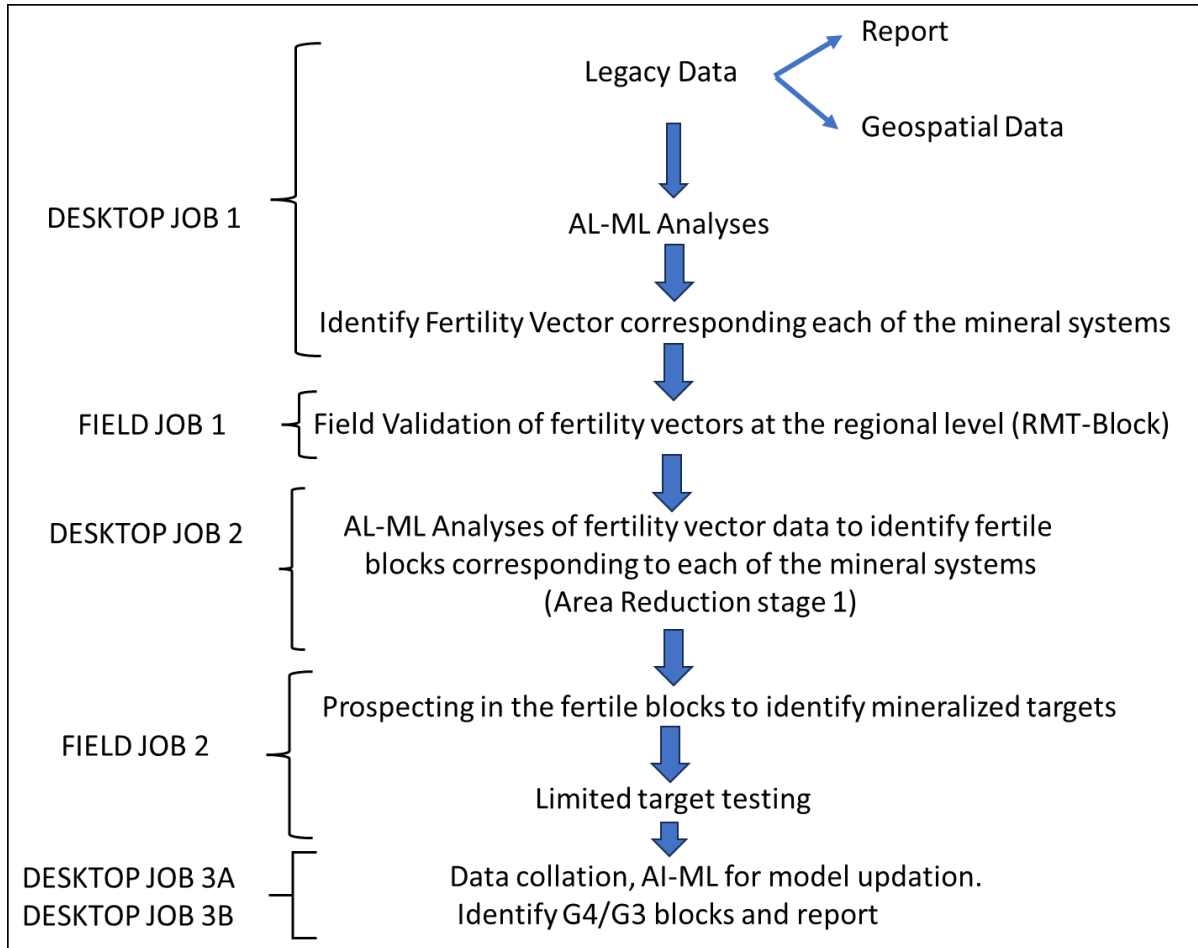 Report
Legacy Data
Geospatial Data
DESKTOP JOB 1
AL-ML Analyses
Identify Fertility Vector corresponding each of the mineral systems
FIELD JOB 1
Field Validation of fertility vectors at the regional level (RMT-Block)
DESKTOP JOB 2
AL-ML Analyses of fertility vector data to identify fertile
blocks corresponding to each of the mineral systems
(Area Reduction stage 1)
FIELD JOB 2
Prospecting in the fertile blocks to identify mineralized targets
Limited target testing
DESKTOP JOB 3A
Data collation, AI-ML for model updation.
DESKTOP JOB 3B
Identify G4/G3 blocks and report